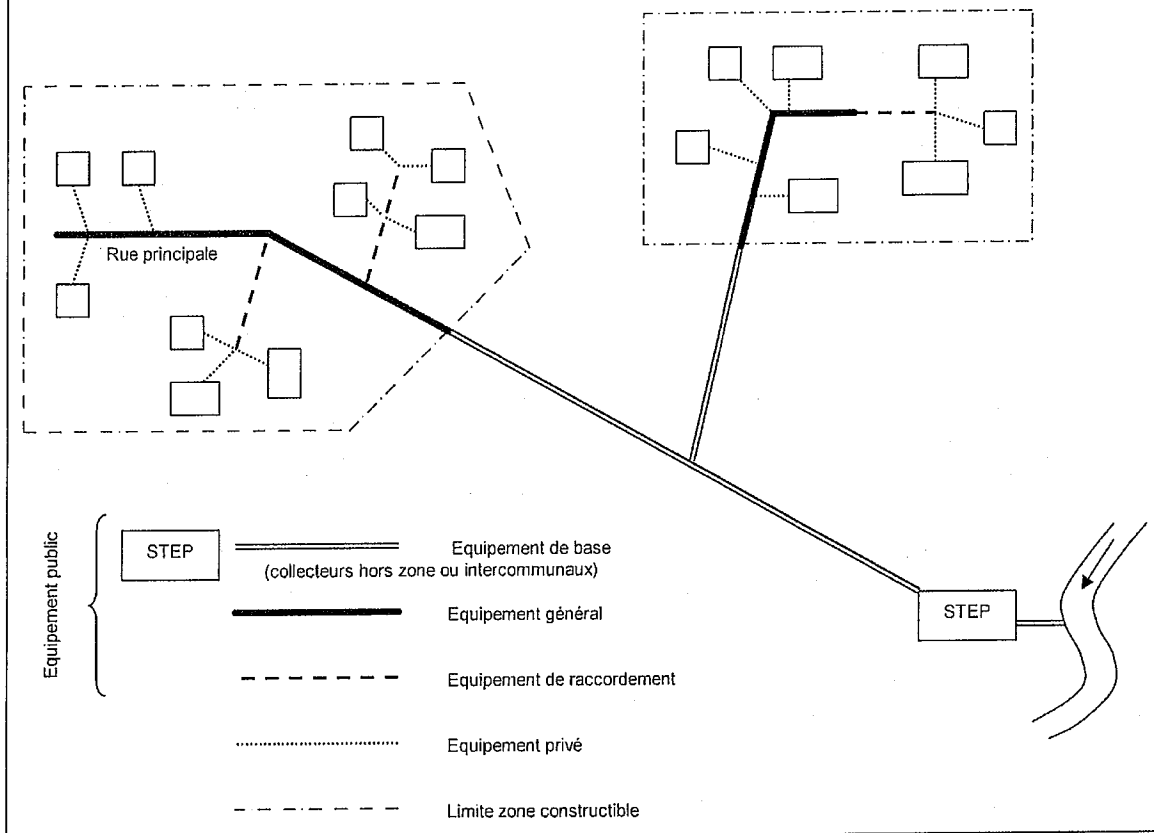 Rue principale
Equipement public
STEP
Equipement de base
(collecteurs hors zone ou intercommunaux)
STEP
Equipement général
Equipement de raccordement
Equipement privé
Limite zone constructible